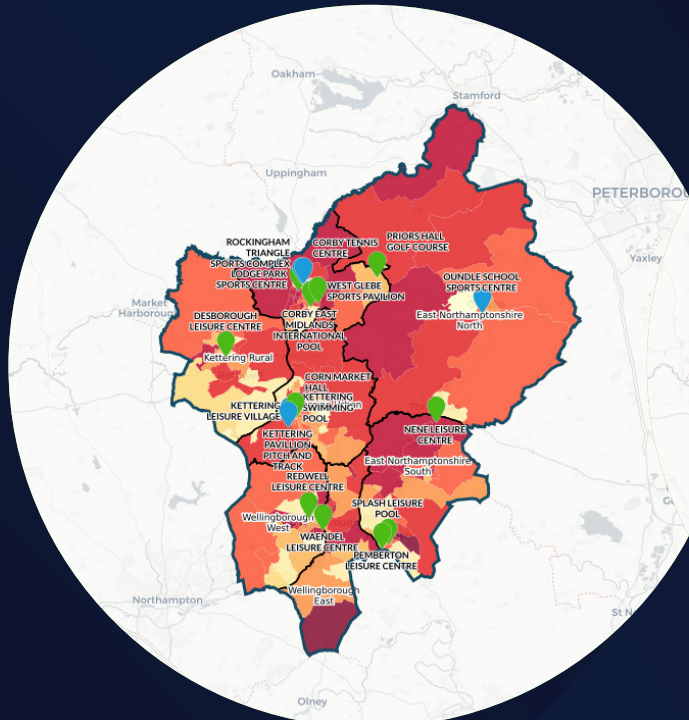 Oakham
Stamford
Uppingham
PETERBOROU
Yaxley
ROCKINGHAM
TRIANGLE
SPORTS COMPLEX
LODGE PARK
SPORTS CENTRE
CORBY TENNIS
CENTRE
PRIORS HALL
GOLF COURSE
WEST GLEBE
SPORTS PAVILION
OUNDLE SCHOOL
SPORTS CENTRE
East Northamptonshire
North
Market
Harborough
DESBOROUGH
LEISURE CENTRE
Kettering Rural
CORBY EAST
MIDLANDS
INTERNATIONAL
POOL
CORN MARKET
HALL
KETTERING
SWIMMING
POOL
KETTERING
LEISURE VILLAGE
KETTERING
PAVILLION
PITCH AND
TRACK
NENE LEISURE
CENTRE
East Northamptonshire
South
REDWELL
LEISURE CENTRE
SPLASH LEISURE
POOL
Wellingborough
West
WAENDEL
LEISURE CENTRE
PEMBERTON
LEISURE CENTRE
Wellingborough
East
Northampton
St N
Olney